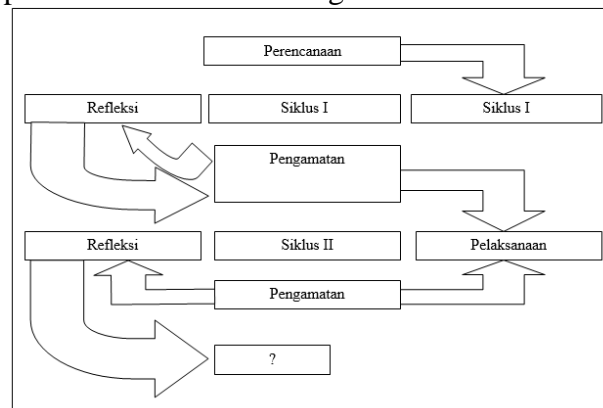 Perencanaan
Refleksi
Siklus I
Siklus I
Pengamatan
Refleksi
Siklus II
Pelaksanaan
Pengamatan
?